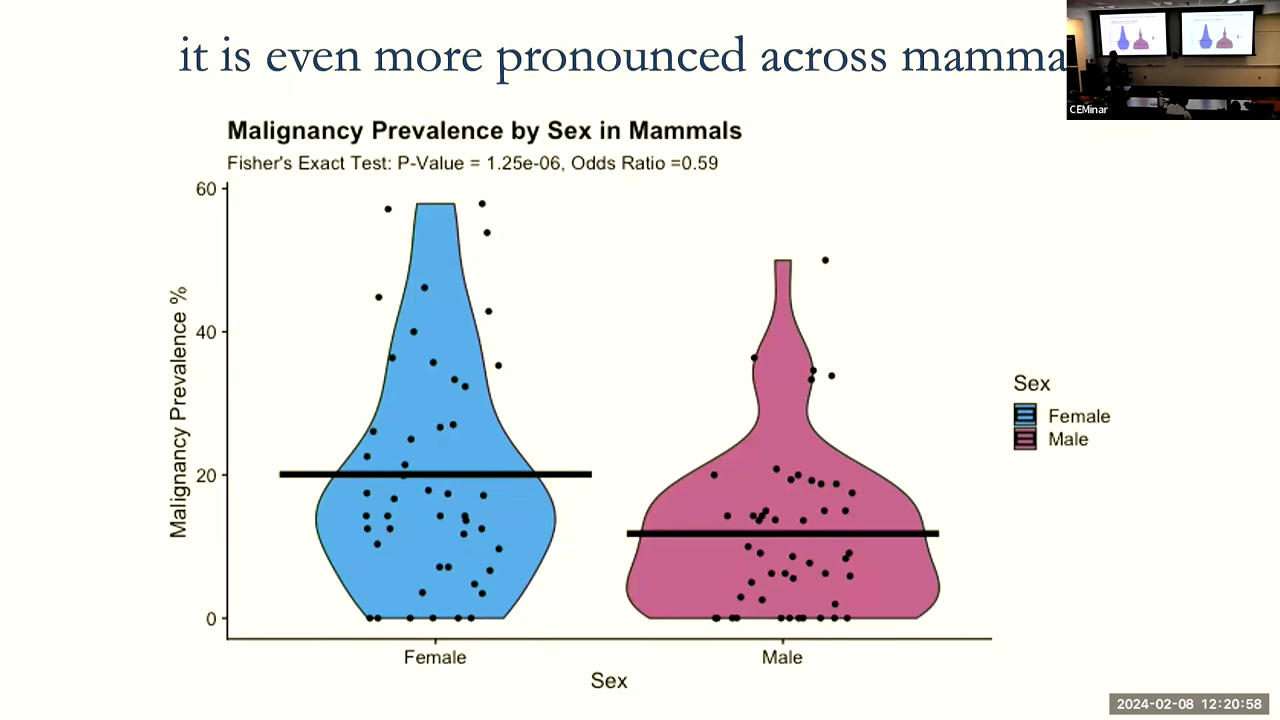 it is even more pronounced across mamma
CEMinar
Malignancy Prevalence by Sex in Mammals
Fisher's Exact Test: P-Value = 1.25e-06, Odds Ratio =0.59
Malignancy Prevalence %
60
40
20
0
Female
Male
Sex
Sex
Female
Male
2024-02-08 12:20:58